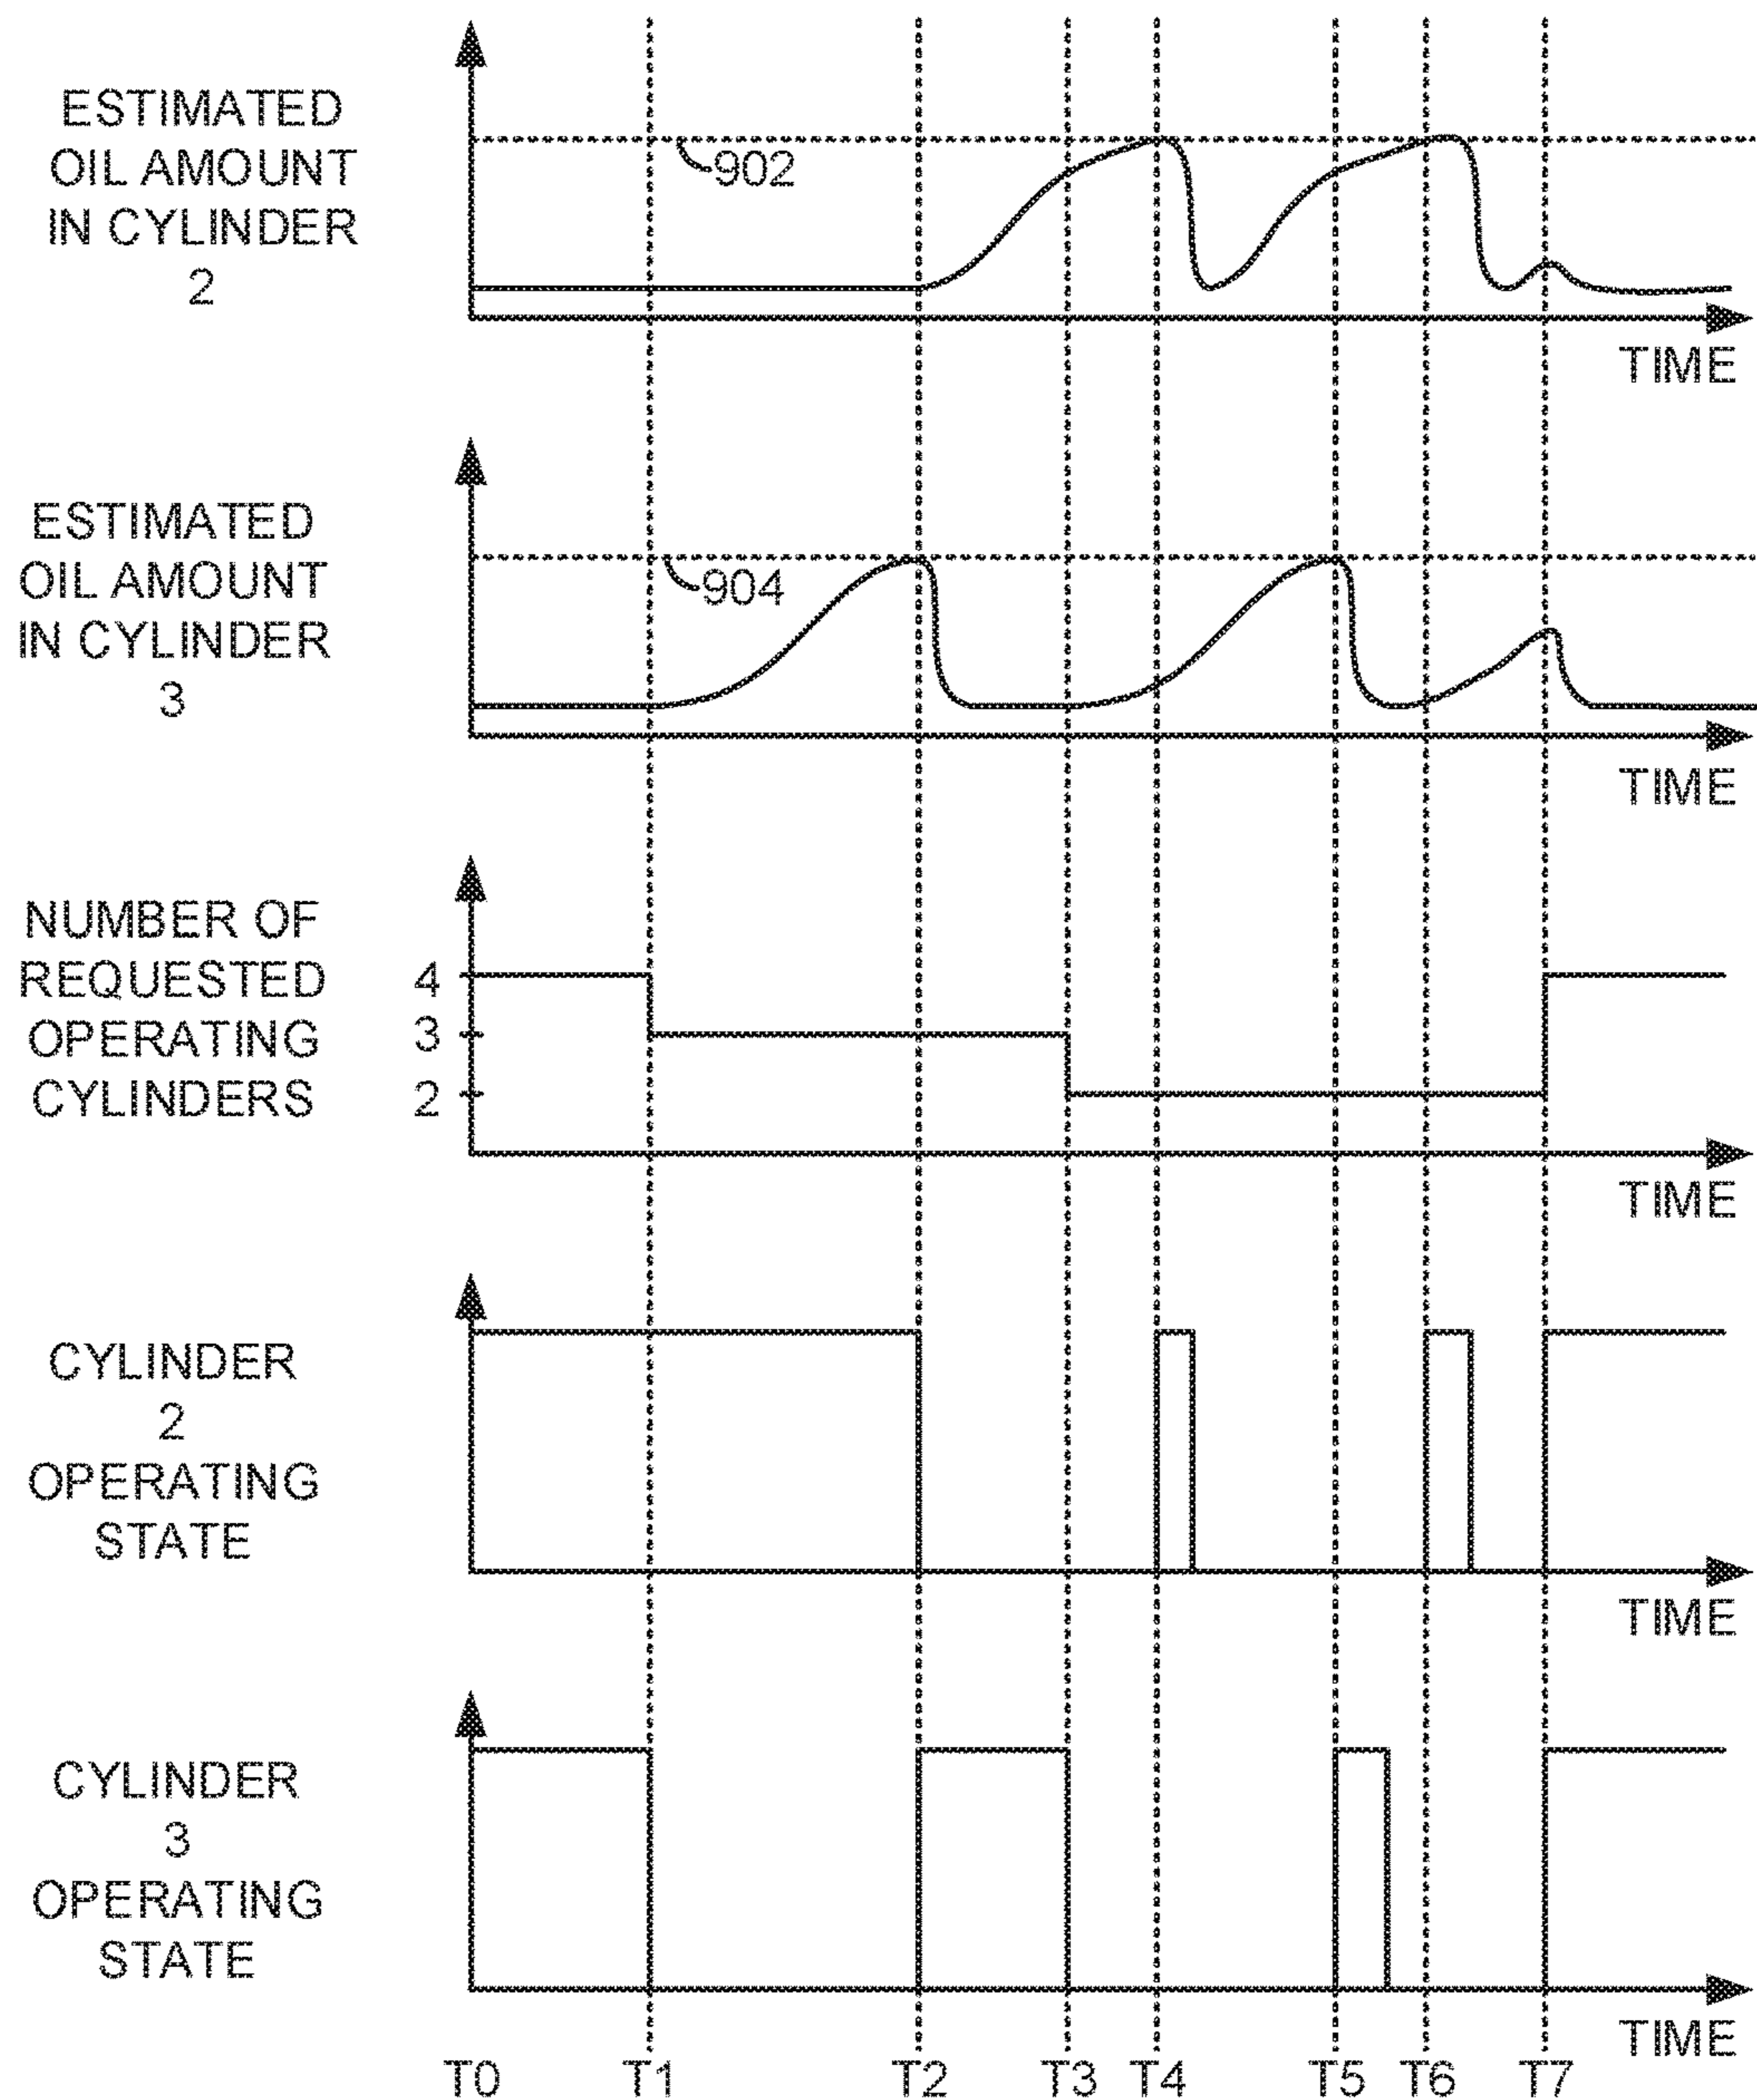 ESTIMATED
OIL AMOUNT
IN CYLINDER
2
902
TIME
ESTIMATED
OIL AMOUNT
IN CYLINDER
3
904
TIME
NUMBER OF
REQUESTED
OPERATING
CYLINDERS
4
3
2
TIME
CYLINDER
2
OPERATING
STATE
TIME
CYLINDER
3
OPERATING
STATE
TIME
T0 T1 T2 T3 T4 T5 T6 T7